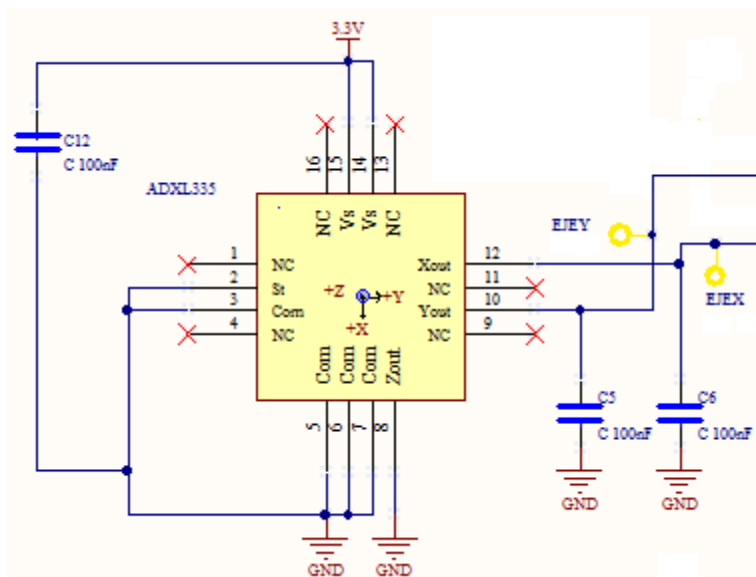 3.3V
C12
C 100nF
ADXL335
16
15
14
13
NC
Vs
Vs
NC
1
NC
2
St
3
Com
4
NC
+Z
+Y
+X
Xout
12
NC
11
Yout
10
NC
9
Com
Com
Com
Zout
5
6
7
8
EJEY
EJEX
C5
C 100nF
C6
C 100nF
GND
GND
GND
GND